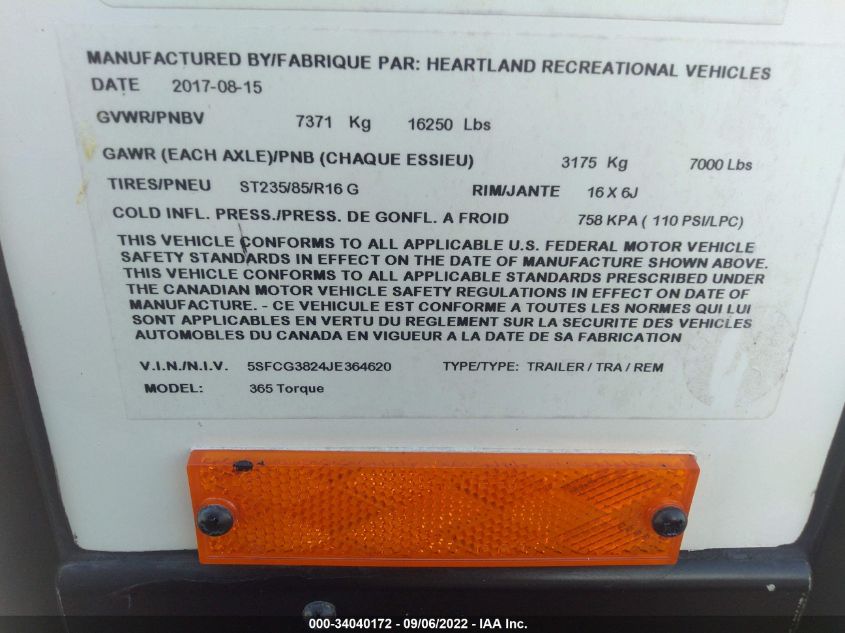 MANUFACTURED BY/FABRIQUE PAR: HEARTLAND RECREATIONAL VEHICLES
DATE 2017-08-15
GVWR/PNBV 7371 Kg 16250 Lbs
GAWR (EACH AXLE)/PNB (CHAQUE ESSIEU) 3175 Kg 7000 Lbs
TIRES/PNEU ST235/85/R16 G RIM/JANTE 16 X 6J
COLD INFL. PRESS./PRESS. DE GONFL. A FROID 758 KPA ( 110 PSI/LPC)
THIS VEHICLE CONFORMS TO ALL APPLICABLE U.S. FEDERAL MOTOR VEHICLE
SAFETY STANDARDS IN EFFECT ON THE DATE OF MANUFACTURE SHOWN ABOVE.
THIS VEHICLE CONFORMS TO ALL APPLICABLE STANDARDS PRESCRIBED UNDER
THE CANADIAN MOTOR VEHICLE SAFETY REGULATIONS IN EFFECT ON DATE OF
MANUFACTURE. - CE VEHICULE EST CONFORME A TOUTES LES NORMES QUI LUI
SONT APPLICABLES EN VERTU DU REGLEMENT SUR LA SECURITE DES VEHICLES
AUTOMOBILES DU CANADA EN VIGUEUR A LA DATE DE SA FABRICATION
V.I.N./N.I.V. 5SFCG3824JE364620 TYPE/TYPE: TRAILER / TRA / REM
MODEL: 365 Torque
000-34040172 - 09/06/2022 - IAA Inc.